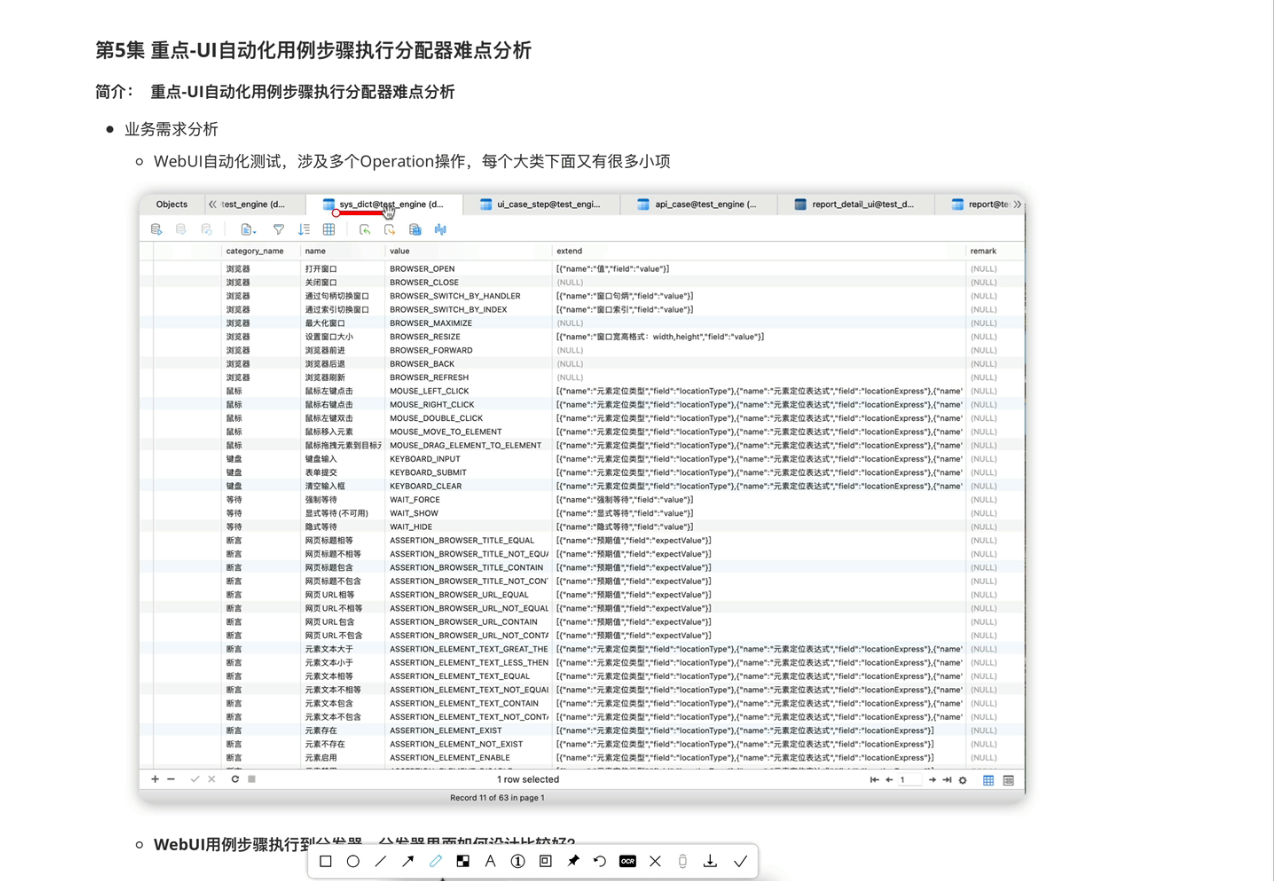 第5集 重点-UI自动化用例步骤执行分配器难点分析
简介： 重点-UI自动化用例步骤执行分配器难点分析
业务需求分析
WebUI自动化测试，涉及多个Operation操作，每个大类下面又有很多小项
Objects test_engine (d... sys_dict@test_engine (d... ui_case_step@test_engi... api_case@test_engine (... report_detail_ui@test_d... report@te
category_name name value extend remark
浏览器 打开窗口 BROWSER_OPEN [{"name":"值","field":"value"}] (NULL)
浏览器 关闭窗口 BROWSER_CLOSE (NULL) (NULL)
浏览器 通过句柄切换窗口 BROWSER_SWITCH_BY_HANDLER [{"name":"窗口句炳","field":"value"}] (NULL)
浏览器 通过索引切换窗口 BROWSER_SWITCH_BY_INDEX [{"name":"窗口索引","field":"value"}] (NULL)
浏览器 最大化窗口 BROWSER_MAXIMIZE (NULL) (NULL)
浏览器 设置窗口大小 BROWSER_RESIZE [{"name":"窗口宽高格式：width,height","field":"value"}] (NULL)
浏览器 浏览器前进 BROWSER_FORWARD (NULL) (NULL)
浏览器 浏览器后退 BROWSER_BACK (NULL) (NULL)
浏览器 浏览器刷新 BROWSER_REFRESH (NULL) (NULL)
鼠标 鼠标左键点击 MOUSE_LEFT_CLICK [{"name":"元素定位类型","field":"locationType"},{"name":"元素定位表达式","field":"locationExpress"},{"name" (NULL)
鼠标 鼠标右键点击 MOUSE_RIGHT_CLICK [{"name":"元素定位类型","field":"locationType"},{"name":"元素定位表达式","field":"locationExpress"},{"name" (NULL)
鼠标 鼠标左键双击 MOUSE_DOUBLE_CLICK [{"name":"元素定位类型","field":"locationType"},{"name":"元素定位表达式","field":"locationExpress"},{"name" (NULL)
鼠标 鼠标移入元素 MOUSE_MOVE_TO_ELEMENT [{"name":"元素定位类型","field":"locationType"},{"name":"元素定位表达式","field":"locationExpress"},{"name" (NULL)
鼠标 鼠标拖拽元素到目标 MOUSE_DRAG_ELEMENT_TO_ELEMENT [{"name":"元素定位类型","field":"locationType"},{"name":"元素定位表达式","field":"locationExpress"},{"name" (NULL)
键盘 键盘输入 KEYBOARD_INPUT [{"name":"元素定位类型","field":"locationType"},{"name":"元素定位表达式","field":"locationExpress"},{"name" (NULL)
键盘 表单提交 KEYBOARD_SUBMIT [{"name":"元素定位类型","field":"locationType"},{"name":"元素定位表达式","field":"locationExpress"},{"name" (NULL)
键盘 清空输入框 KEYBOARD_CLEAR [{"name":"元素定位类型","field":"locationType"},{"name":"元素定位表达式","field":"locationExpress"},{"name" (NULL)
等待 强制等待 WAIT_FORCE [{"name":"强制等待","field":"value"}] (NULL)
等待 显式等待(不可用) WAIT_SHOW [{"name":"显式等待","field":"value"}] (NULL)
等待 隐式等待 WAIT_HIDE [{"name":"隐式等待","field":"value"}] (NULL)
断言 网页标题相等 ASSERTION_BROWSER_TITLE_EQUAL [{"name":"预期值","field":"expectValue"}] (NULL)
断言 网页标题不相等 ASSERTION_BROWSER_TITLE_NOT_EQU [{"name":"预期值","field":"expectValue"}] (NULL)
断言 网页标题包含 ASSERTION_BROWSER_TITLE_CONTAIN [{"name":"预期值","field":"expectValue"}] (NULL)
断言 网页标题不包含 ASSERTION_BROWSER_TITLE_NOT_CON [{"name":"预期值","field":"expectValue"}] (NULL)
断言 网页URL相等 ASSERTION_BROWSER_URL_EQUAL [{"name":"预期值","field":"expectValue"}] (NULL)
断言 网页URL不相等 ASSERTION_BROWSER_URL_NOT_EQUAL [{"name":"预期值","field":"expectValue"}] (NULL)
断言 网页URL包含 ASSERTION_BROWSER_URL_CONTAIN [{"name":"预期值","field":"expectValue"}] (NULL)
断言 网页URL不包含 ASSERTION_BROWSER_URL_NOT_CONT [{"name":"预期值","field":"expectValue"}] (NULL)
断言 元素文本大于 ASSERTION_ELEMENT_TEXT_GREAT_THE [{"name":"元素定位类型","field":"locationType"},{"name":"元素定位表达式","field":"locationExpress"},{"name" (NULL)
断言 元素文本小于 ASSERTION_ELEMENT_TEXT_LESS_THEN [{"name":"元素定位类型","field":"locationType"},{"name":"元素定位表达式","field":"locationExpress"},{"name" (NULL)
断言 元素文本相等 ASSERTION_ELEMENT_TEXT_EQUAL [{"name":"元素定位类型","field":"locationType"},{"name":"元素定位表达式","field":"locationExpress"},{"name" (NULL)
断言 元素文本不相等 ASSERTION_ELEMENT_TEXT_NOT_EQUAL [{"name":"元素定位类型","field":"locationType"},{"name":"元素定位表达式","field":"locationExpress"},{"name" (NULL)
断言 元素文本包含 ASSERTION_ELEMENT_TEXT_CONTAIN [{"name":"元素定位类型","field":"locationType"},{"name":"元素定位表达式","field":"locationExpress"},{"name" (NULL)
断言 元素文本不包含 ASSERTION_ELEMENT_TEXT_NOT_CONT [{"name":"元素定位类型","field":"locationType"},{"name":"元素定位表达式","field":"locationExpress"},{"name" (NULL)
断言 元素存在 ASSERTION_ELEMENT_EXIST [{"name":"元素定位类型","field":"locationType"},{"name":"元素定位表达式","field":"locationExpress"}] (NULL)
断言 元素不存在 ASSERTION_ELEMENT_NOT_EXIST [{"name":"元素定位类型","field":"locationType"},{"name":"元素定位表达式","field":"locationExpress"}] (NULL)
断言 元素启用 ASSERTION_ELEMENT_ENABLE [{"name":"元素定位类型","field":"locationType"},{"name":"元素定位表达式","field":"locationExpress"}] (NULL)
1 row selected 1
Record 11 of 63 in page 1
WebUI用例步骤执行到分发器，分发器里面如何设计比较好?
A 1 OCR